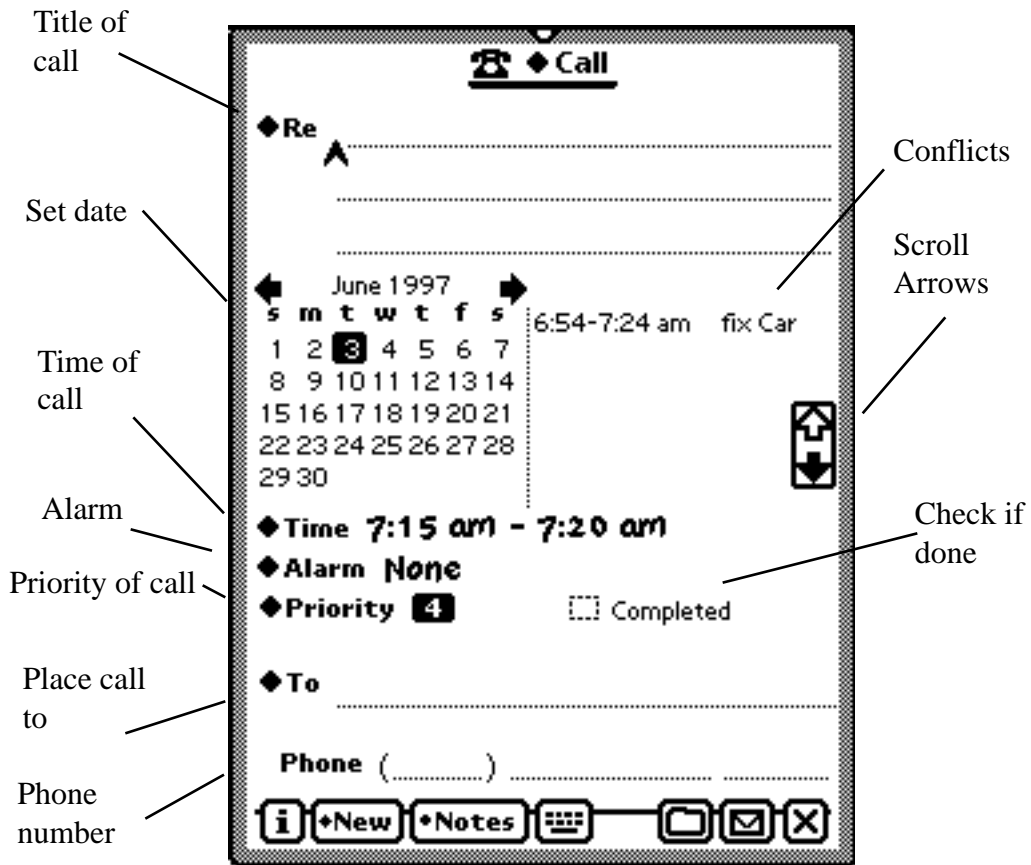 Title of
call
Call
Re
Conflicts
Set date
Scroll
Arrows
June 1997
s m t w t f s
6:54-7:24 am fix Car
1 2 3 4 5 6 7
8 9 10 11 12 13 14
15 16 17 18 19 20 21
22 23 24 25 26 27 28
29 30
Time of
call
Alarm
Time 7:15 am - 7:20 am
Check if
done
Alarm None
Priority of call
Priority 4
Completed
Place call
to
To
Phone ( )
Phone
number
i
New
Notes